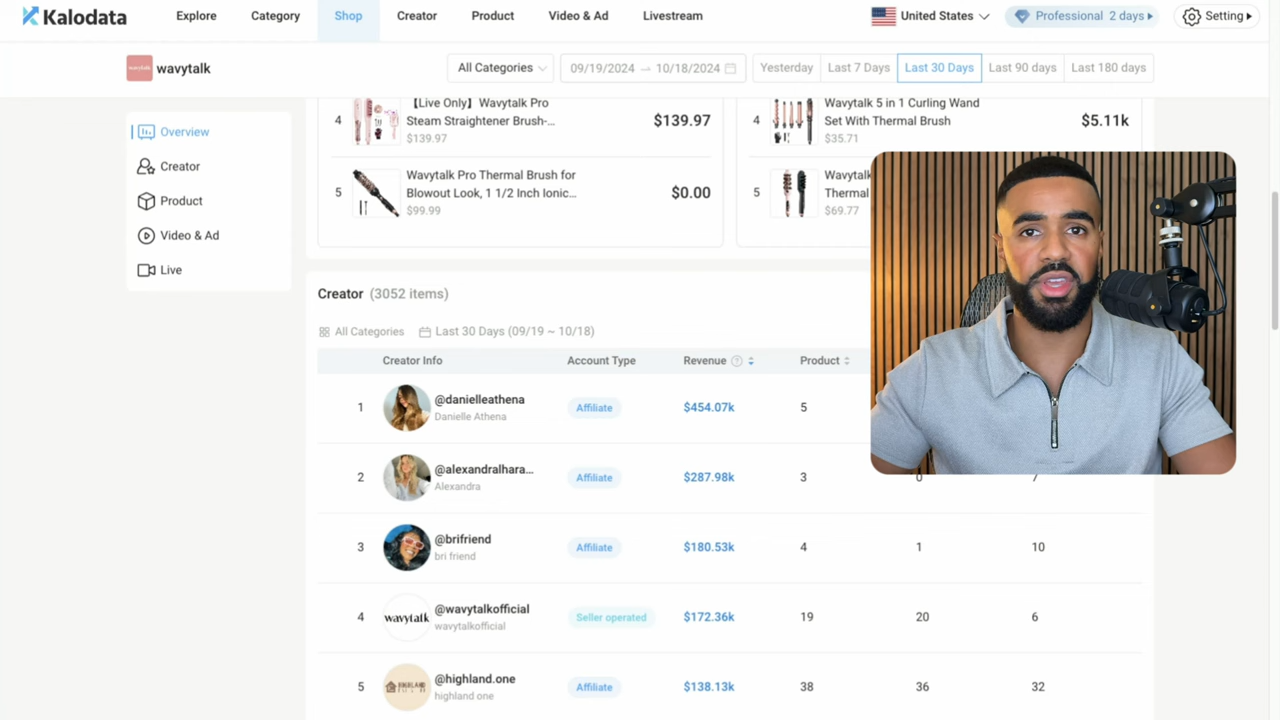 Kalodata
Explore
Category
Shop
Creator
Product
Video & Ad
Livestream
United States
Professional 2 days
Setting
wavytalk
wavytalk
All Categories
09/19/2024 → 10/18/2024
Yesterday
Last 7 Days
Last 30 Days
Last 90 days
Last 180 days
Overview
Creator
Product
Video & Ad
Live
4
【Live Only】Wavytalk Pro
Steam Straightener Brush-...
$139.97
$139.97
5
Wavytalk Pro Thermal Brush for
Blowout Look, 1 1/2 Inch Ionic...
$99.99
$0.00
4
Wavytalk 5 in 1 Curling Wand
Set With Thermal Brush
$35.71
$5.11k
5
Wavytalk
Thermal
$69.77
Creator (3052 items)
All Categories
Last 30 Days (09/19 ~ 10/18)
Creator Info
Account Type
Revenue
Product
1
@danielleathena
Danielle Athena
Affiliate
$454.07k
5
2
@alexandralhara...
Alexandra
Affiliate
$287.98k
3
0
7
3
@brifriend
bri friend
Affiliate
$180.53k
4
1
10
4
wavytalk
@wavytalkofficial
wavytalkofficial
Seller operated
$172.36k
19
20
6
5
HIGHLAND
@highland.one
highland one
Affiliate
$138.13k
38
36
32